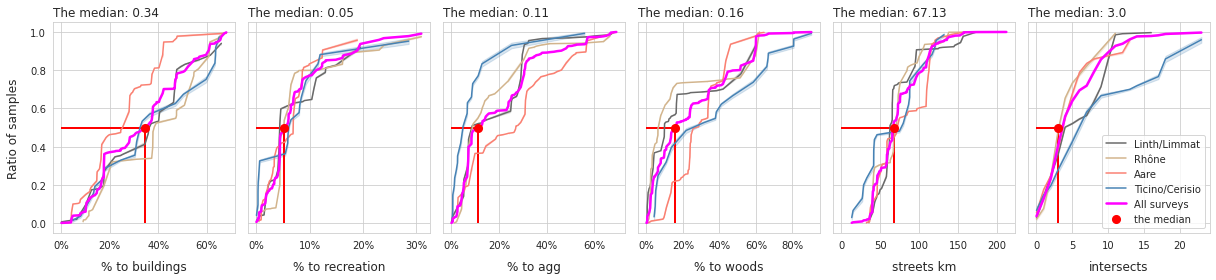 The median: 0.34
The median: 0.05
The median: 0.11
The median: 0.16
The median: 67.13
The median: 3.0
Ratio of samples
1.0
0.8
0.6
0.4
0.2
0.0
0% 20% 40% 60%
0% 10% 20% 30%
0% 20% 40% 60%
0% 20% 40% 60% 80%
0 50 100 150 200
0 5 10 15 20
% to buildings
% to recreation
% to agg
% to woods
streets km
intersects
Linth/Limmat
Rhône
Aare
Ticino/Cerisio
All surveys
the median